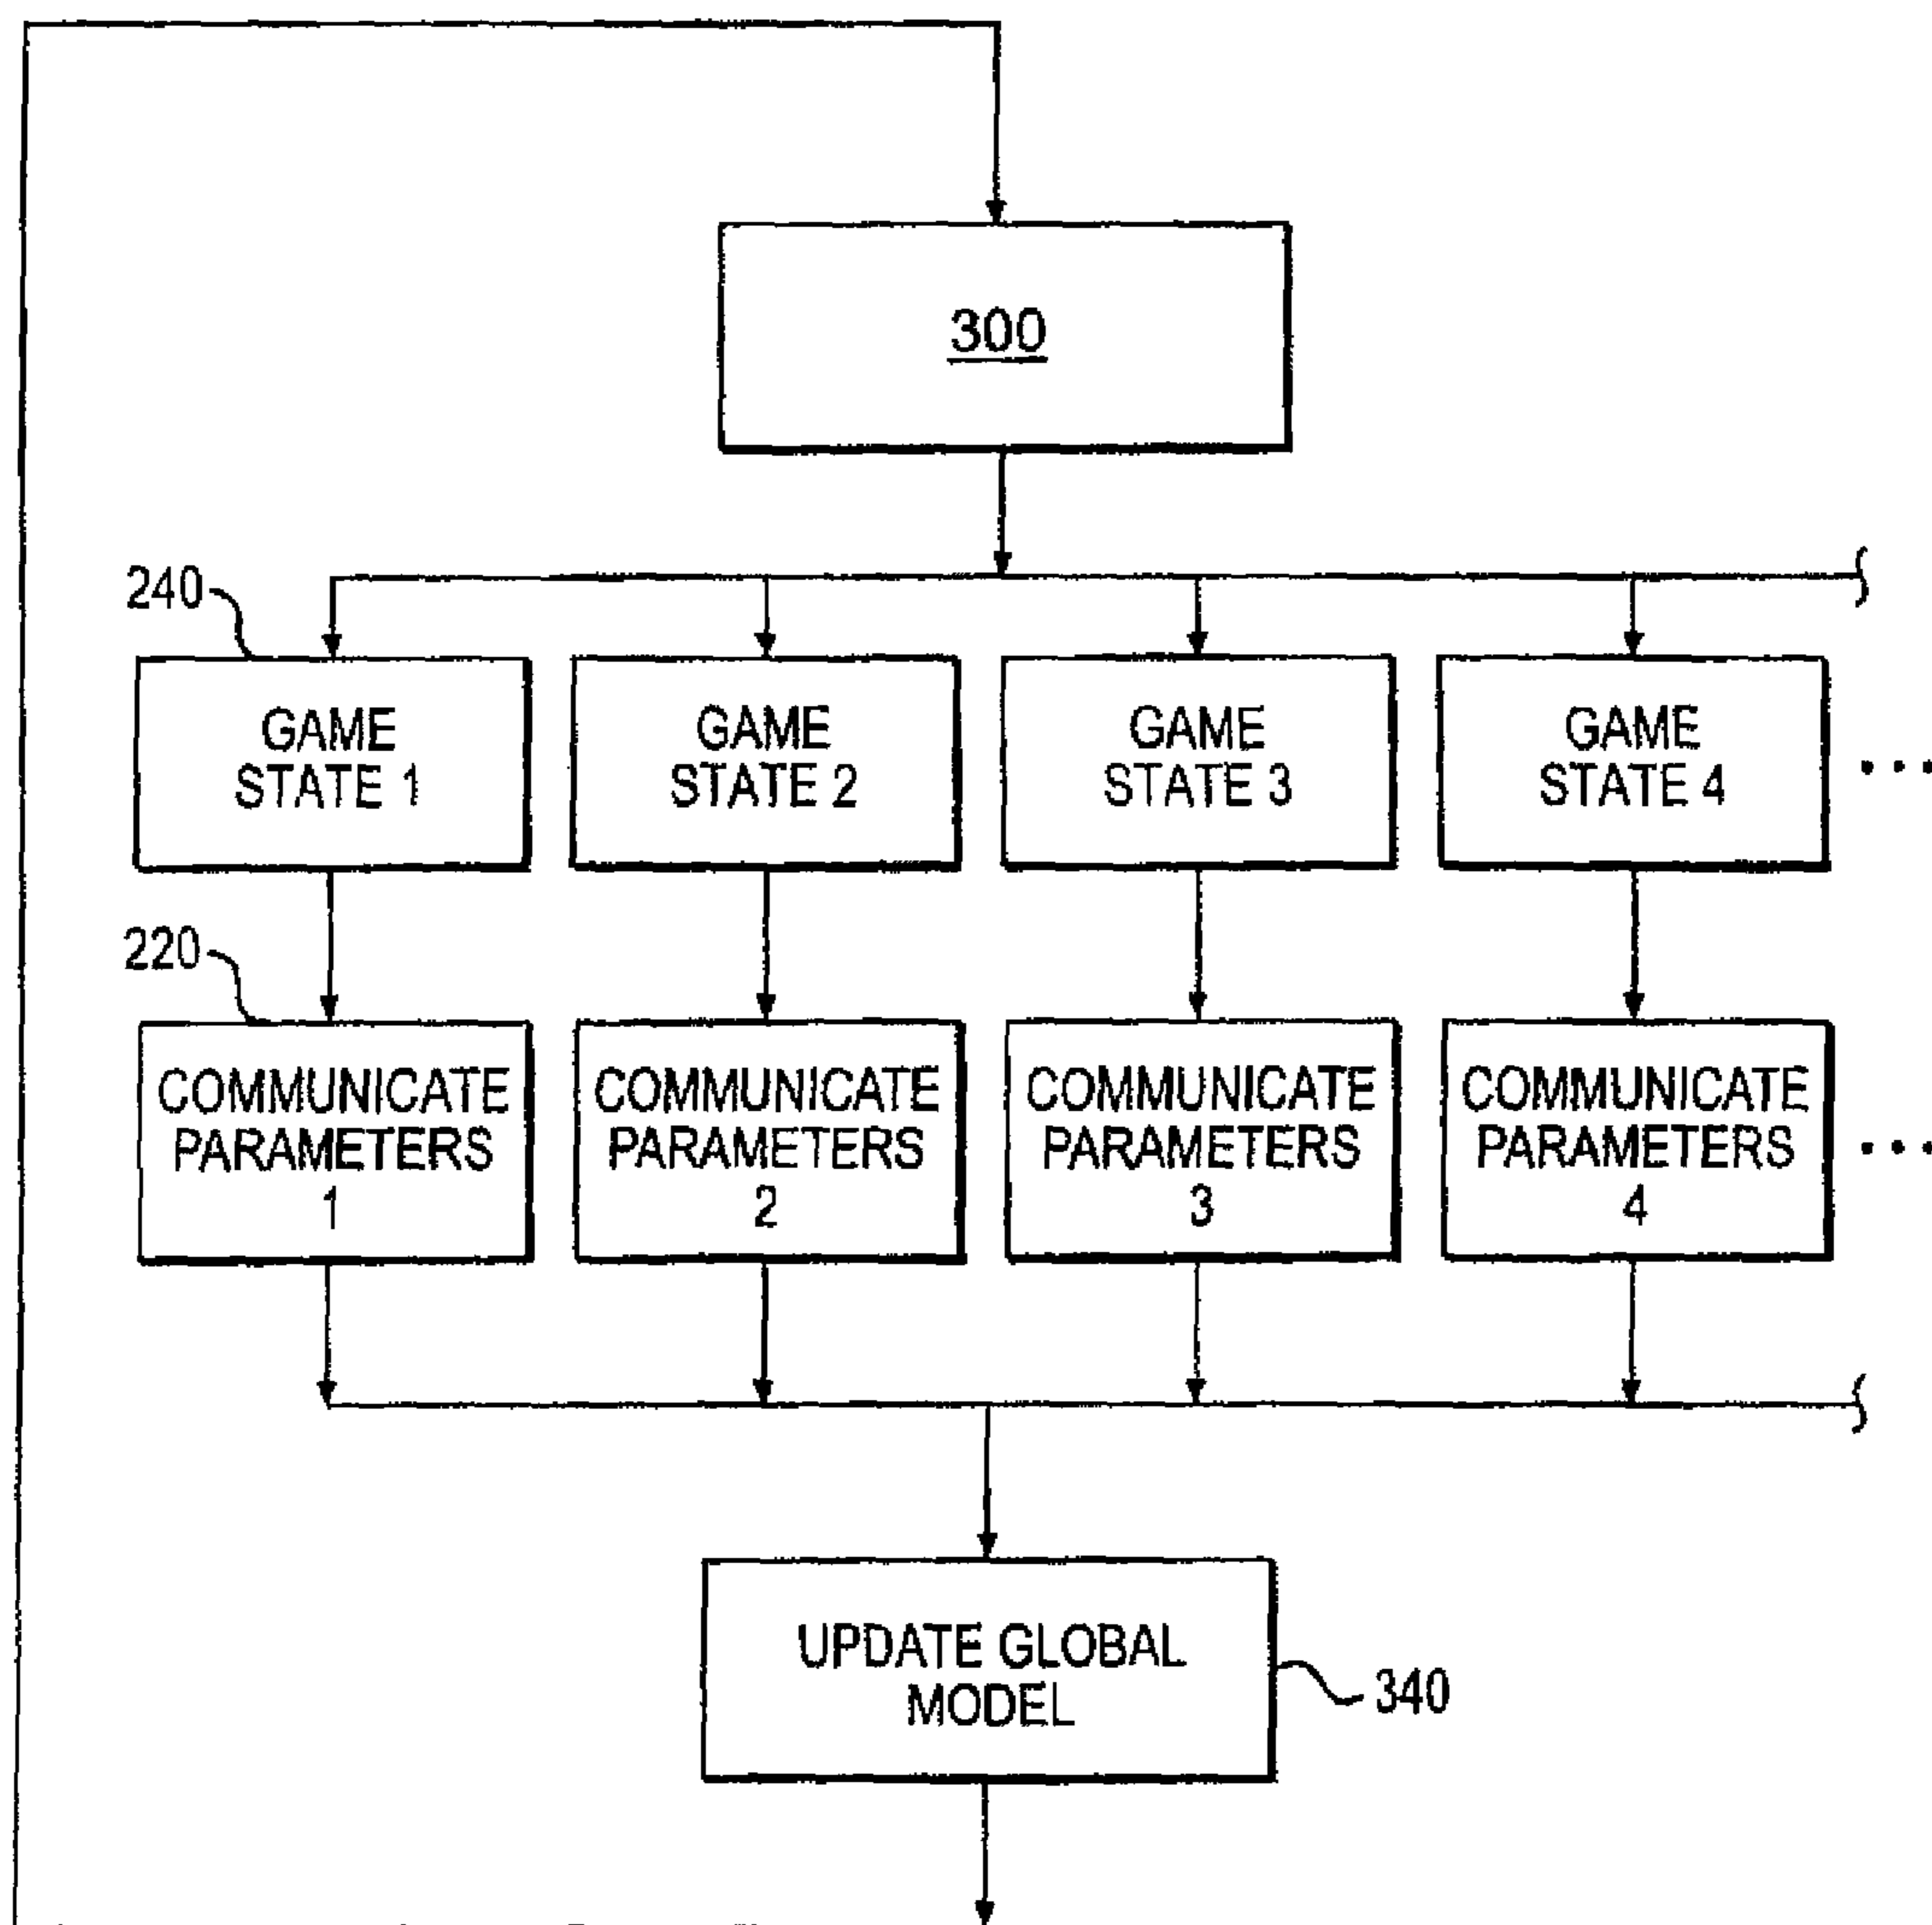 300
240
GAME
STATE 1
GAME
STATE 2
GAME
STATE 3
GAME
STATE 4
...
220
COMMUNICATE
PARAMETERS
1
COMMUNICATE
PARAMETERS
2
COMMUNICATE
PARAMETERS
3
COMMUNICATE
PARAMETERS
4
...
UPDATE GLOBAL
MODEL
340